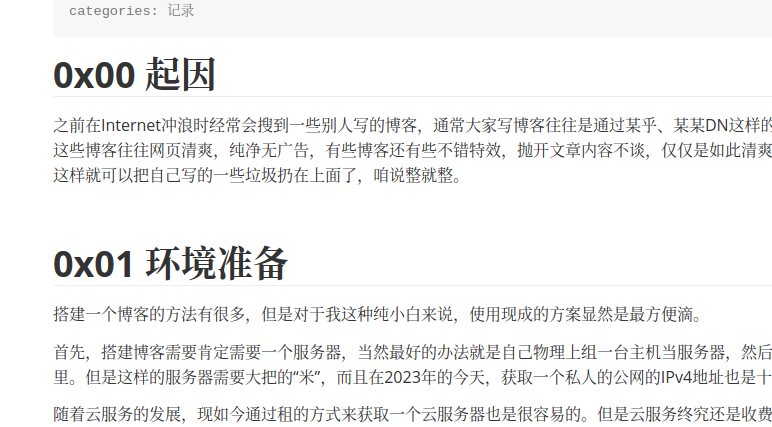 categories: 记录
0x00 起因
之前在Internet冲浪时经常会搜到一些别人写的博客，通常大家写博客往往是通过某乎、某某DN这样的
这些博客往往网页清爽，纯净无广告，有些博客还有些不错特效，抛开文章内容不谈，仅仅是如此清爽
这样就可以把自己写的一些垃圾扔在上面了，咱说整就整。
0x01 环境准备
搭建一个博客的方法有很多，但是对于我这种纯小白来说，使用现成的方案显然是最方便滴。
首先，搭建博客需要肯定需要一个服务器，当然最好的办法就是自己物理上组一台主机当服务器，然后
里。但是这样的服务器需要大把的“米”，而且在2023年的今天，获取一个私人的公网的IPv4地址也是十
随着云服务的发展，现如今通过租的方式来获取一个云服务器也是很容易的。但是云服务终究还是收费